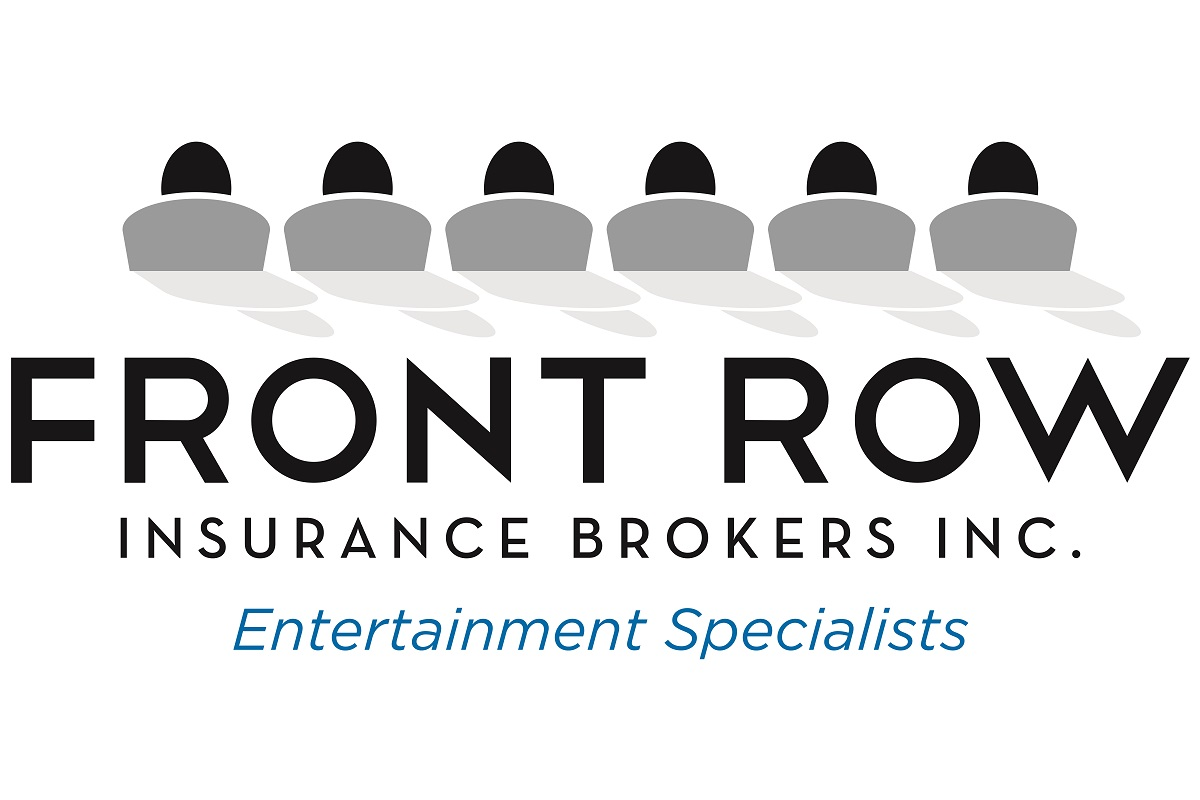 FRONT ROW
INSURANCE BROKERS INC.
Entertainment Specialists